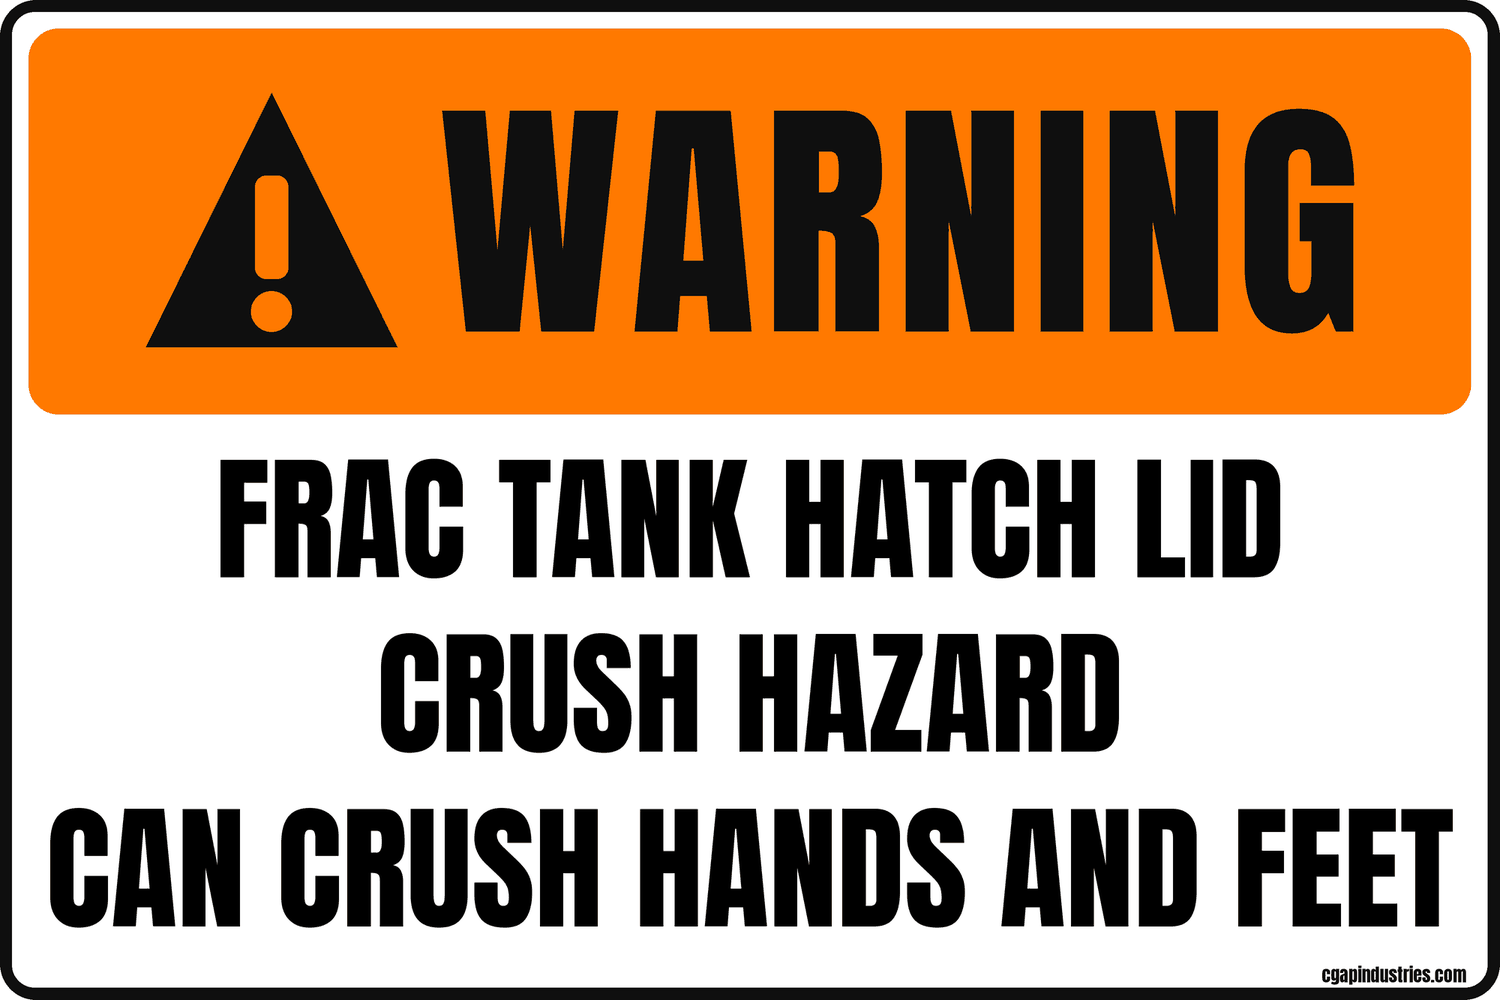 WARNING
FRAC TANK HATCH LID
CRUSH HAZARD
CAN CRUSH HANDS AND FEET
cgapindustries.com